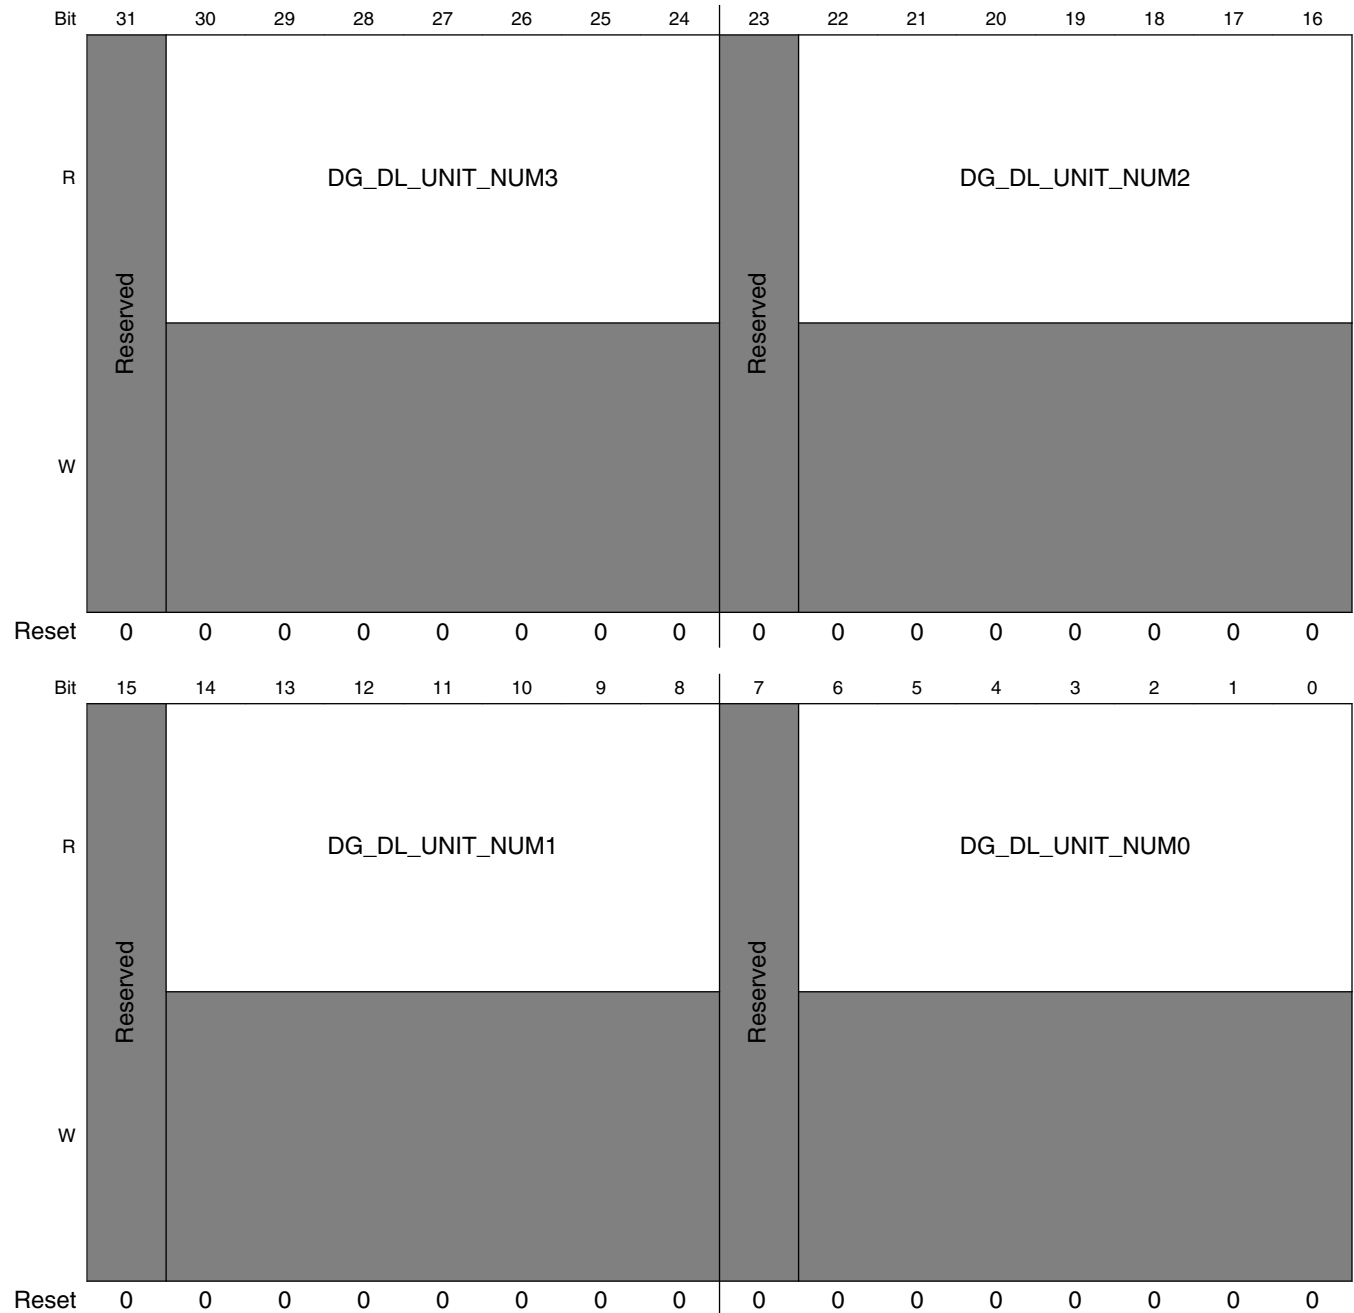 Bit 31 30 29 28 27 26 25 24 23 22 21 20 19 18 17 16
R DG_DL_UNIT_NUM3 DG_DL_UNIT_NUM2
Reserved Reserved
W
Reset 0 0 0 0 0 0 0 0 0 0 0 0 0 0 0 0
Bit 15 14 13 12 11 10 9 8 7 6 5 4 3 2 1 0
R DG_DL_UNIT_NUM1 DG_DL_UNIT_NUM0
Reserved Reserved
W
Reset 0 0 0 0 0 0 0 0 0 0 0 0 0 0 0 0